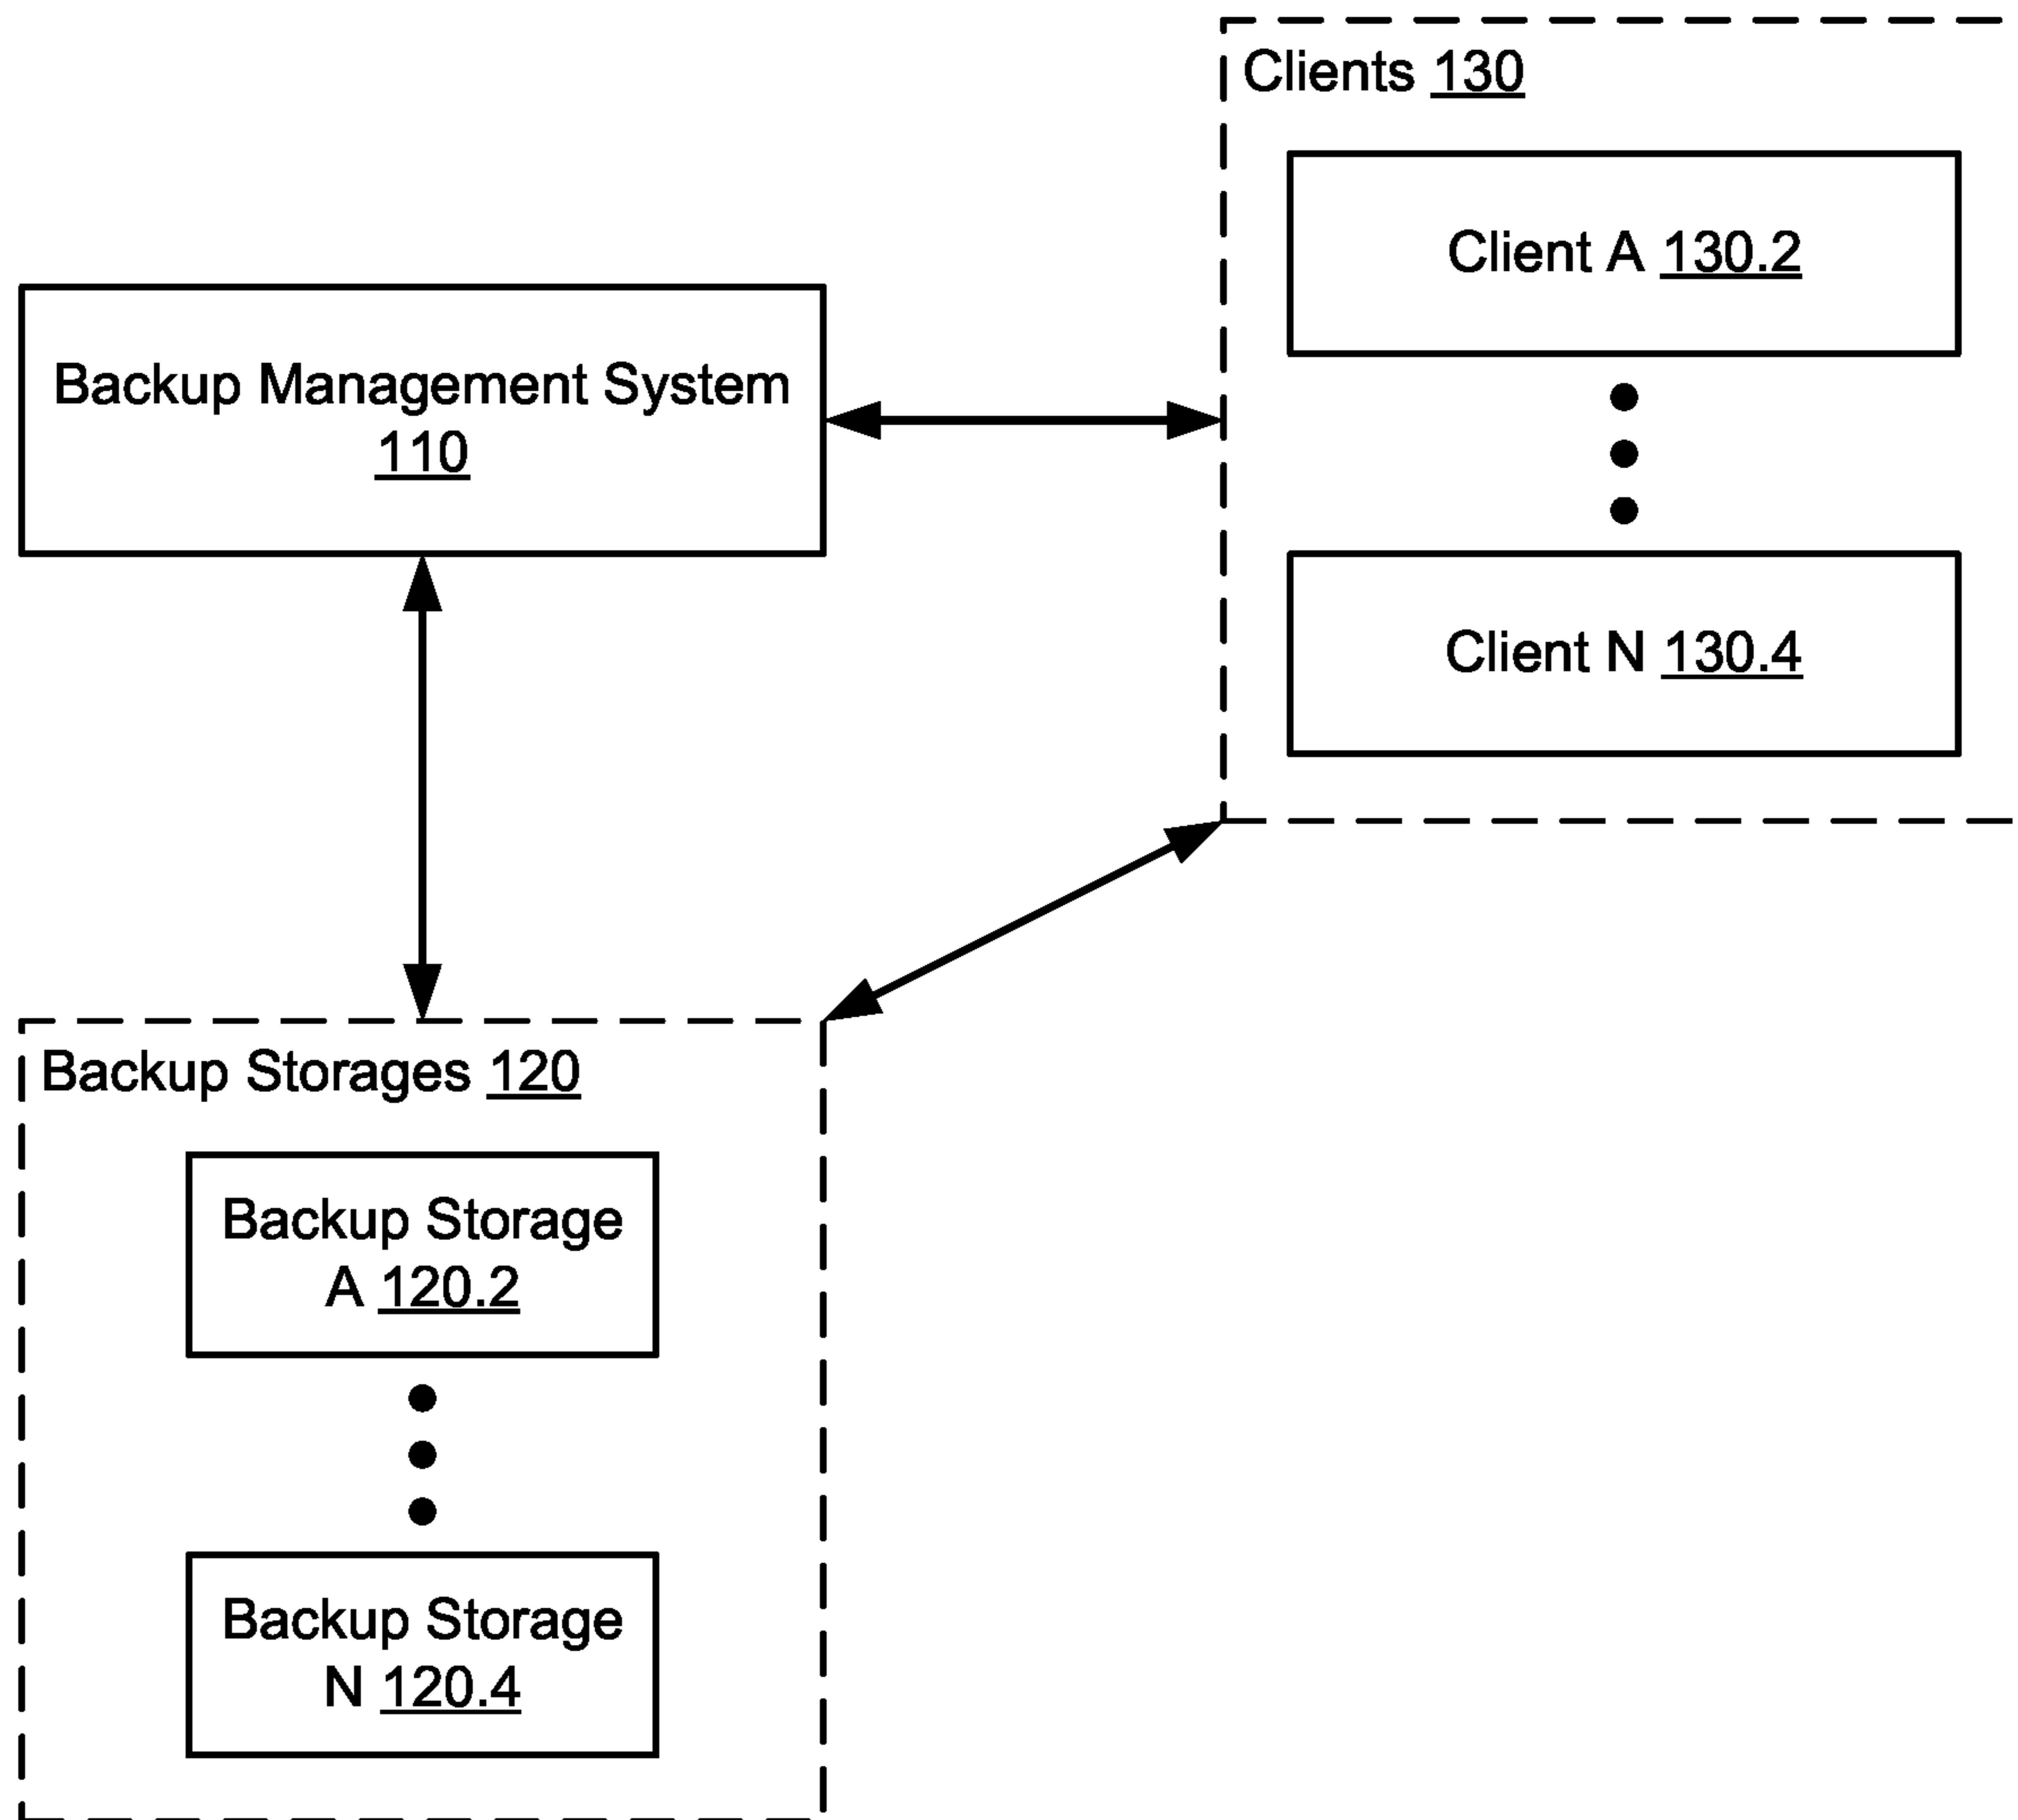 Clients 130
Client A 130.2
Backup Management System
110
Client N 130.4
Backup Storages 120
Backup Storage
A 120.2
Backup Storage
N 120.4